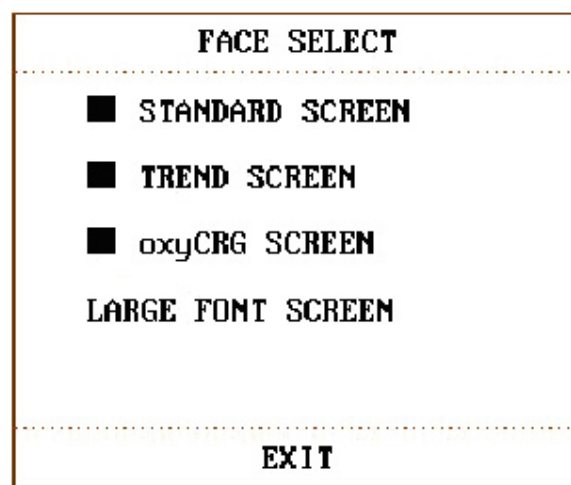 FACE SELECT
■ STANDARD SCREEN
■ TREND SCREEN
■ oxyCRG SCREEN
LARGE FONT SCREEN
EXIT